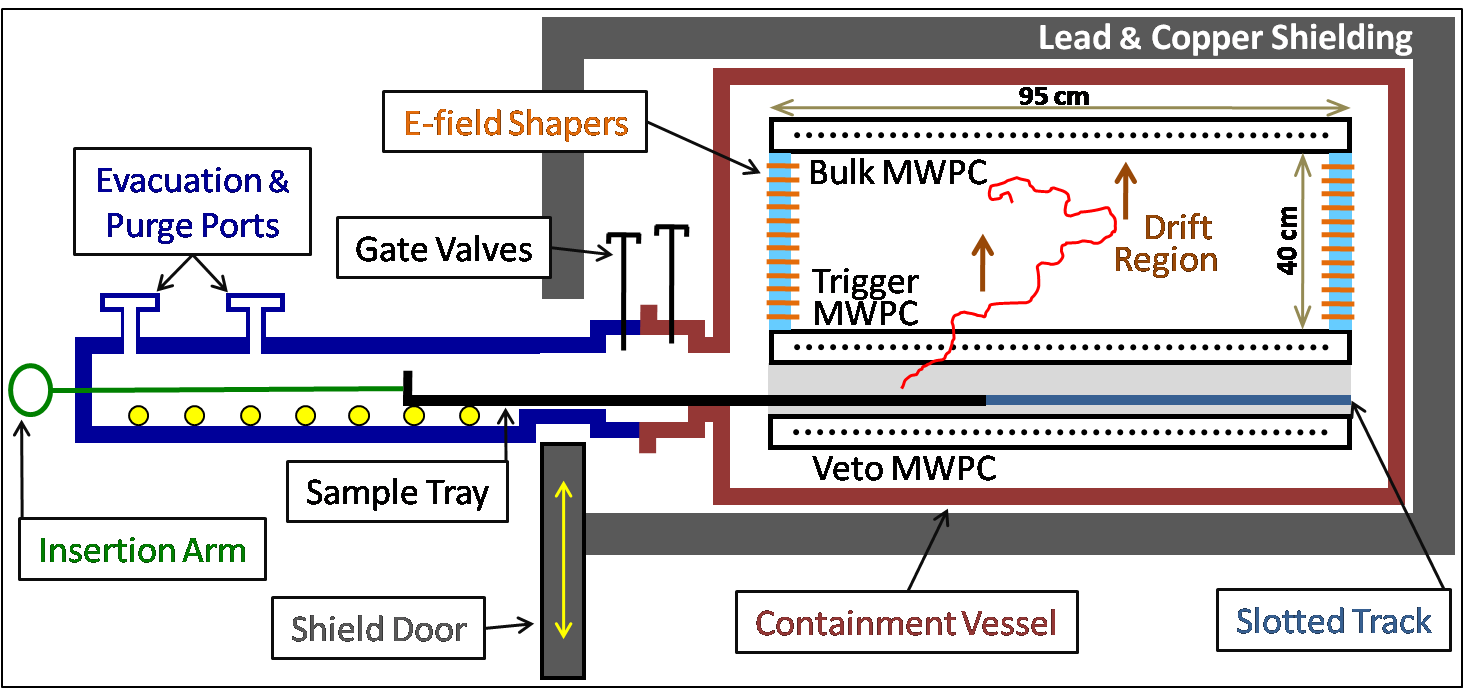 Lead & Copper Shielding
95 cm
E-field Shapers
Bulk MWPC
Evacuation &
Purge Ports
Gate Valves
Drift
Region
40 cm
Trigger
MWPC
Sample Tray
Veto MWPC
Insertion Arm
Shield Door
Containment Vessel
Slotted Track